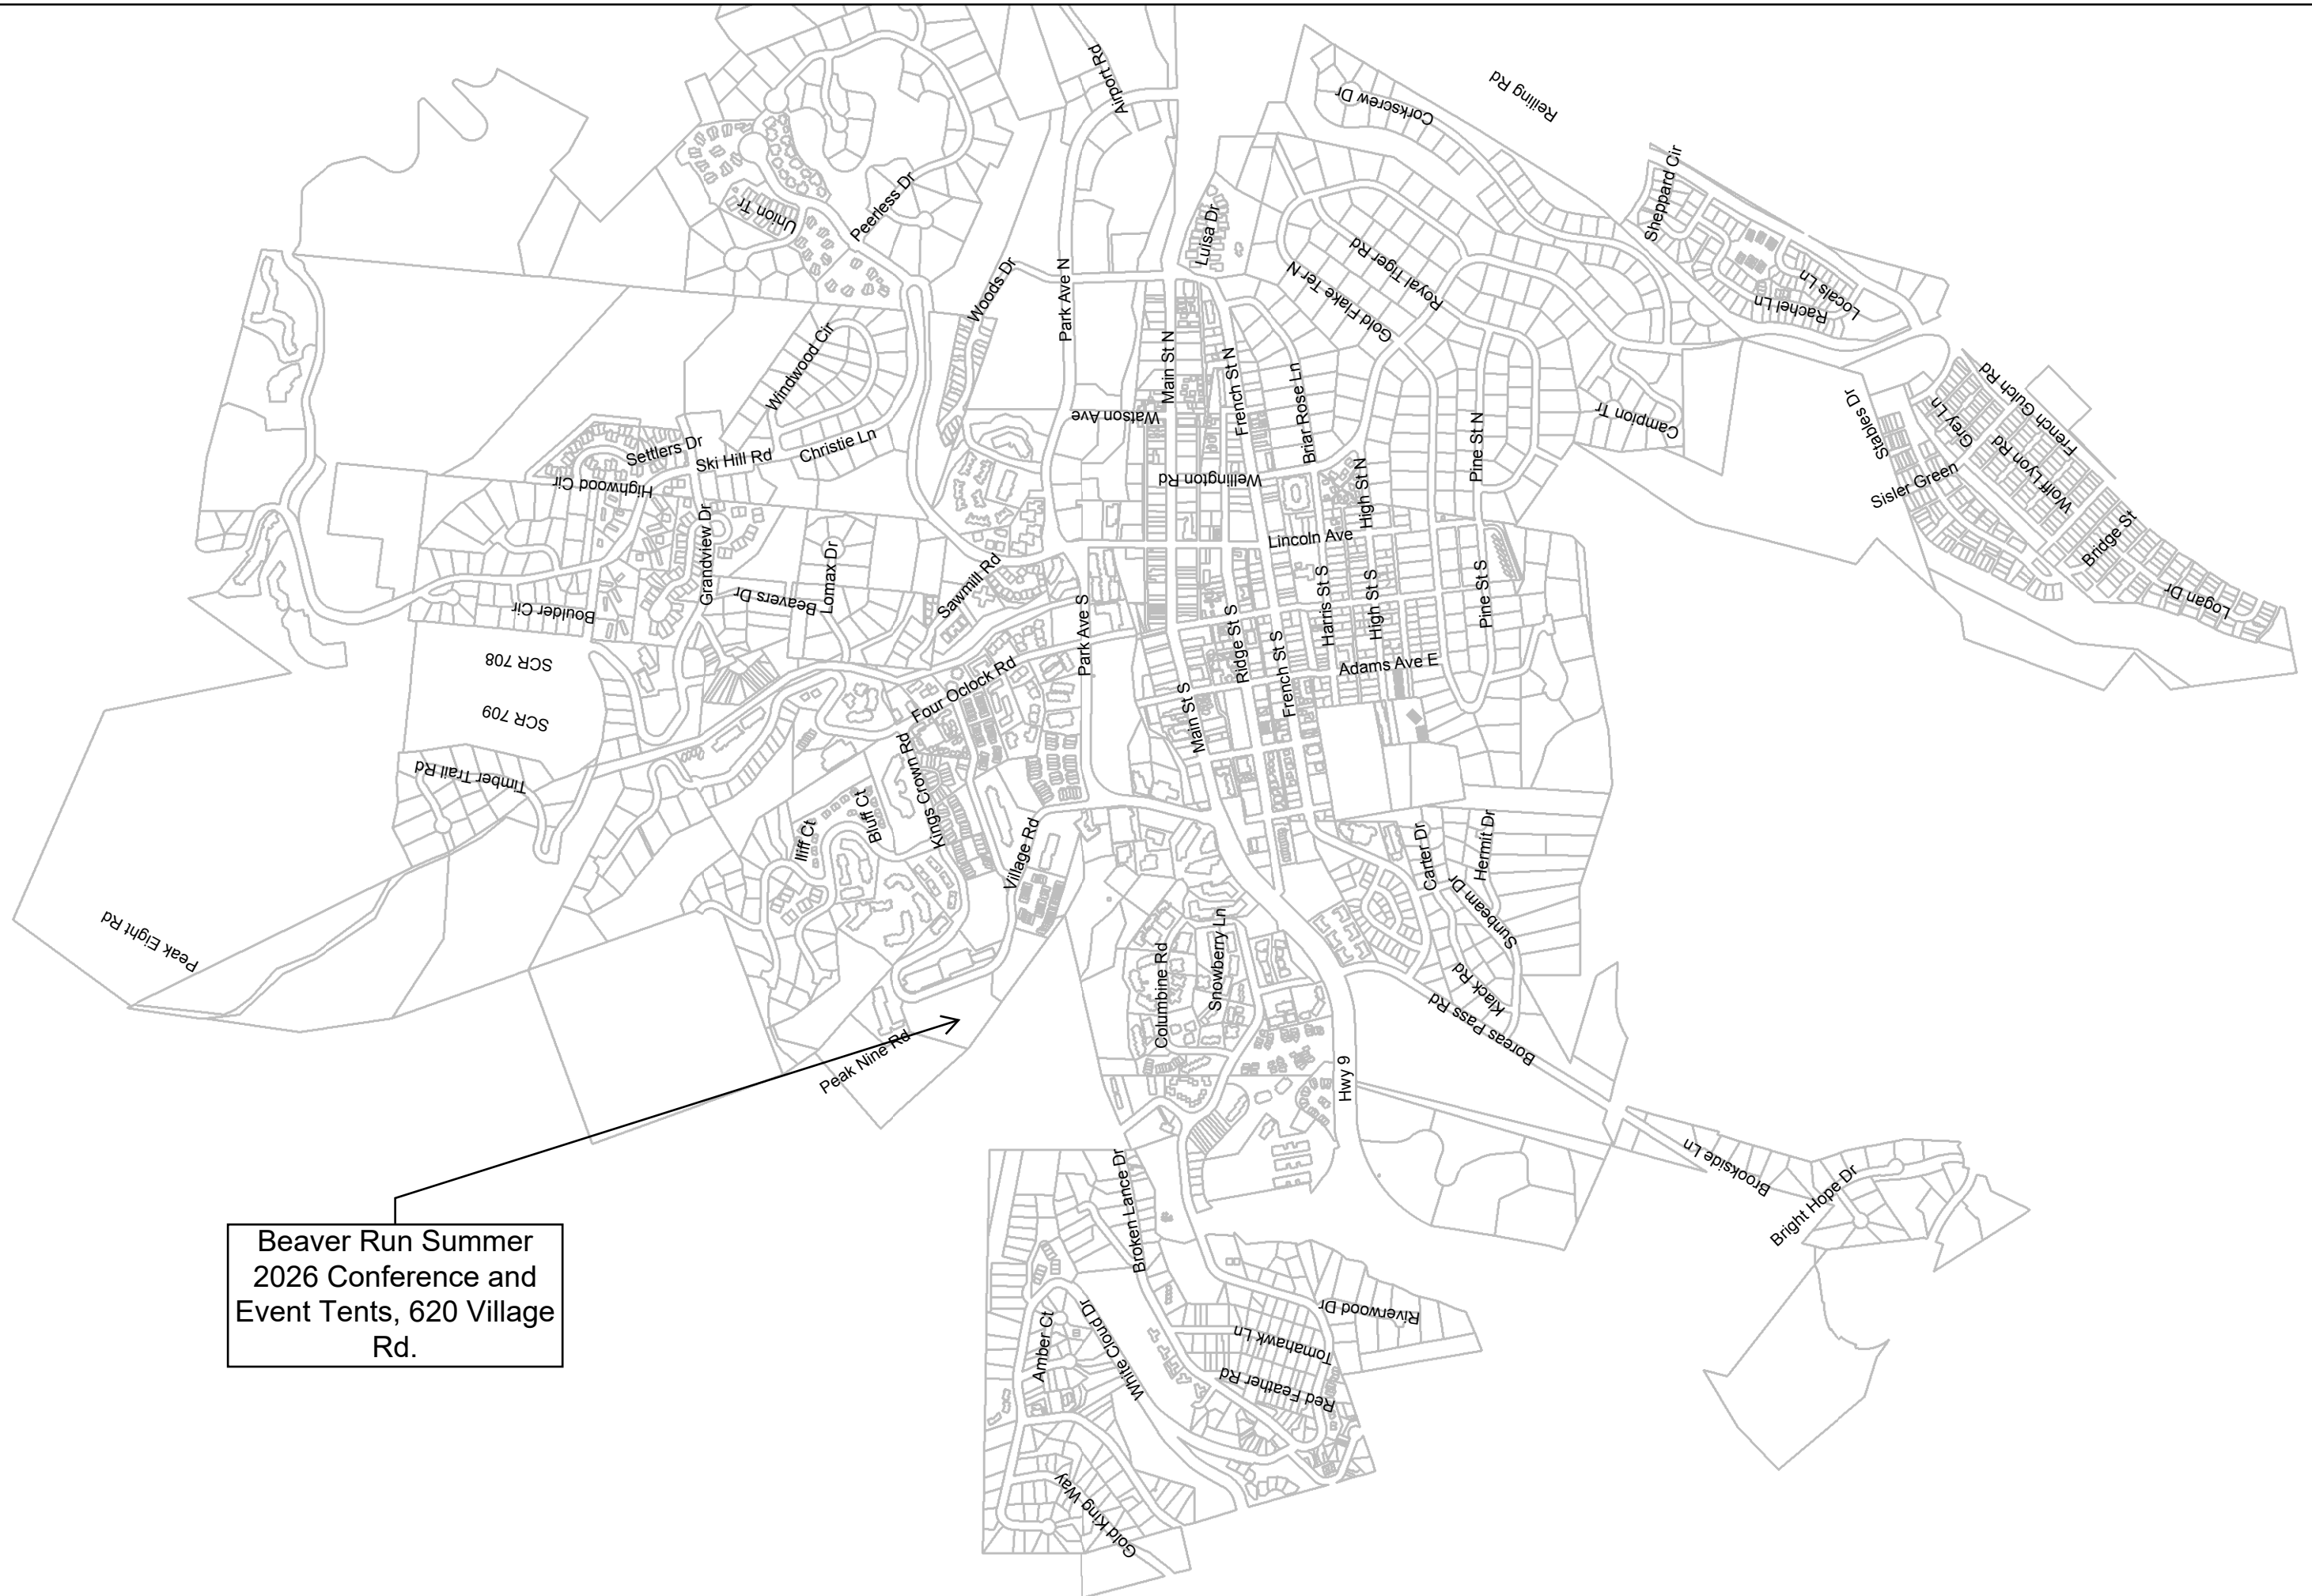 Airport Rd
Reiling Rd
Corkscrew Dr
Sheppard Cir
Union Tr
Peerless Dr
Luisa Dr
Woods Dr
Park Ave N
Gold Flake Ter N
Royal Tiger Rd
Locals Ln
Rachel Ln
Windwood Cir
Main St N
French St N
Briar Rose Ln
Watson Ave
Campion Tr
Stables Dr
Grey Ln
French Gulch Rd
Settlers Dr
Ski Hill Rd
Christie Ln
Highwood Cir
Wellington Rd
High St N
Pine St N
Wolff Lyon Rd
Sisler Green
Grandview Dr
Lomax Dr
Lincoln Ave
Bridge St
Boulder Cir
Beavers Dr
Sawmill Rd
Park Ave S
Ridge St S
Harris St S
High St S
Pine St S
Logan Dr
SCR 708
SCR 709
Four Oclock Rd
Main St S
French St S
Adams Ave E
Timber Trail Rd
Iliff Ct
Bluff Ct
Kings Crown Rd
Village Rd
Carter Dr
Hermit Dr
Sunbeam Dr
Peak Eight Rd
Columbine Rd
Snowberry Ln
Klack Rd
Boreas Pass Rd
Peak Nine Rd
Hwy 9
Brookside Ln
Bright Hope Dr
Broken Lance Dr
Beaver Run Summer
2026 Conference and
Event Tents, 620 Village
Rd.
Amber Ct
White Cloud Dr
Riverwood Dr
Tomahawk Ln
Red Feather Rd
Gold King Way